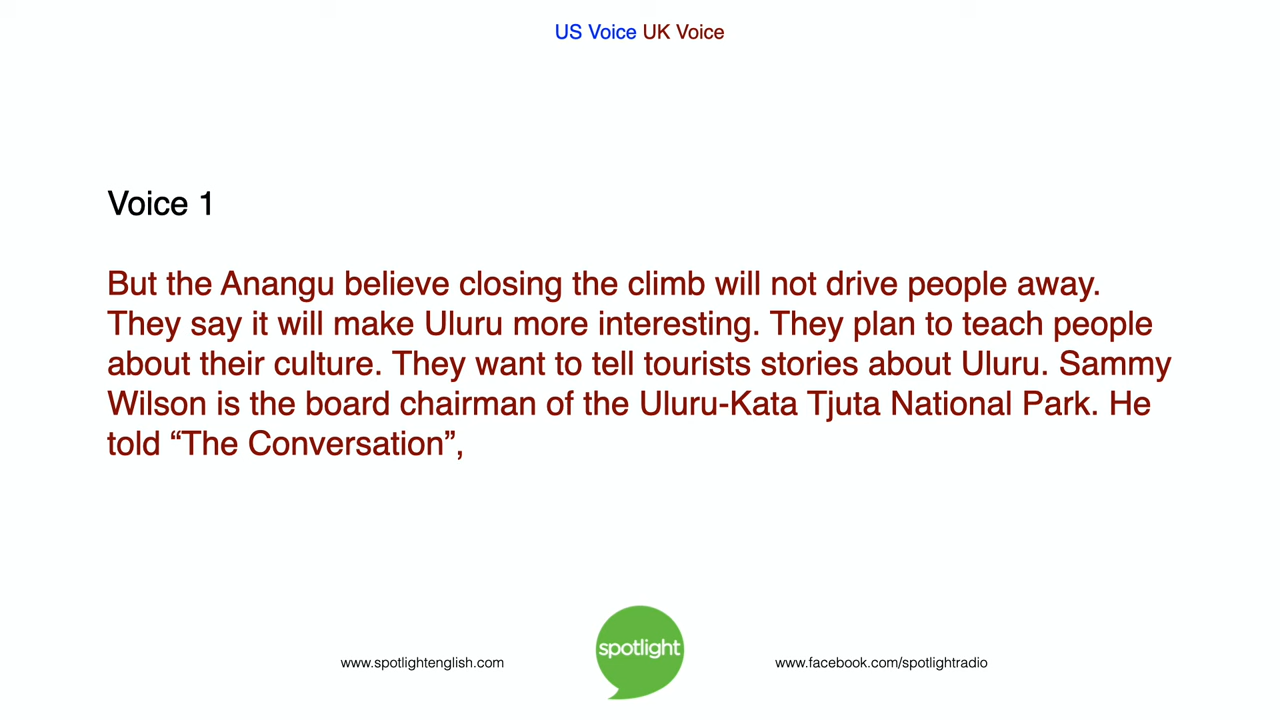 US Voice UK Voice
Voice 1
But the Anangu believe closing the climb will not drive people away.
They say it will make Uluru more interesting. They plan to teach people
about their culture. They want to tell tourists stories about Uluru. Sammy
Wilson is the board chairman of the Uluru-Kata Tjuta National Park. He
told “The Conversation”,
spotlight
www.spotlightenglish.com
www.facebook.com/spotlightradio